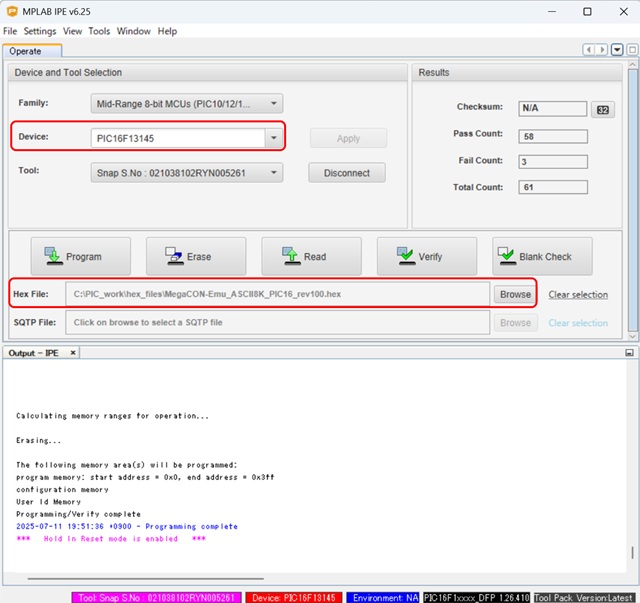 MPLAB IPE v6.25
File Settings View Tools Window Help
Operate
Device and Tool Selection
Results
Family: Mid-Range 8-bit MCUs (PIC10/12/1...
Checksum: N/A
Device: PIC16F13145 Apply
Pass Count: 58
Fail Count: 3
Tool: Snap S.No : 021038102RYN005261 Disconnect
Total Count: 61
Program Erase Read Verify Blank Check
Hex File: C:\PIC_work\hex_files\MegaCON-Emu_ASCII8K_PIC16_rev100.hex Browse Clear selection
SQTP File: Click on browse to select a SQTP file Browse Clear selection
Output - IPE ×
Calculating memory ranges for operation...
Erasing...
The following memory area(s) will be programmed:
program memory: start address = 0x0, end address = 0x3ff
configuration memory
User Id Memory
Programming/Verify complete
2025-07-11 19:51:36 +0900 - Programming complete
*** Hold In Reset mode is enabled ***
Tool: Snap S.No : 021038102RYN005261 Device: PIC16F13145 Environment: NA PIC16F1xxxx_DFP 1.26.410 Tool Pack Version:Latest